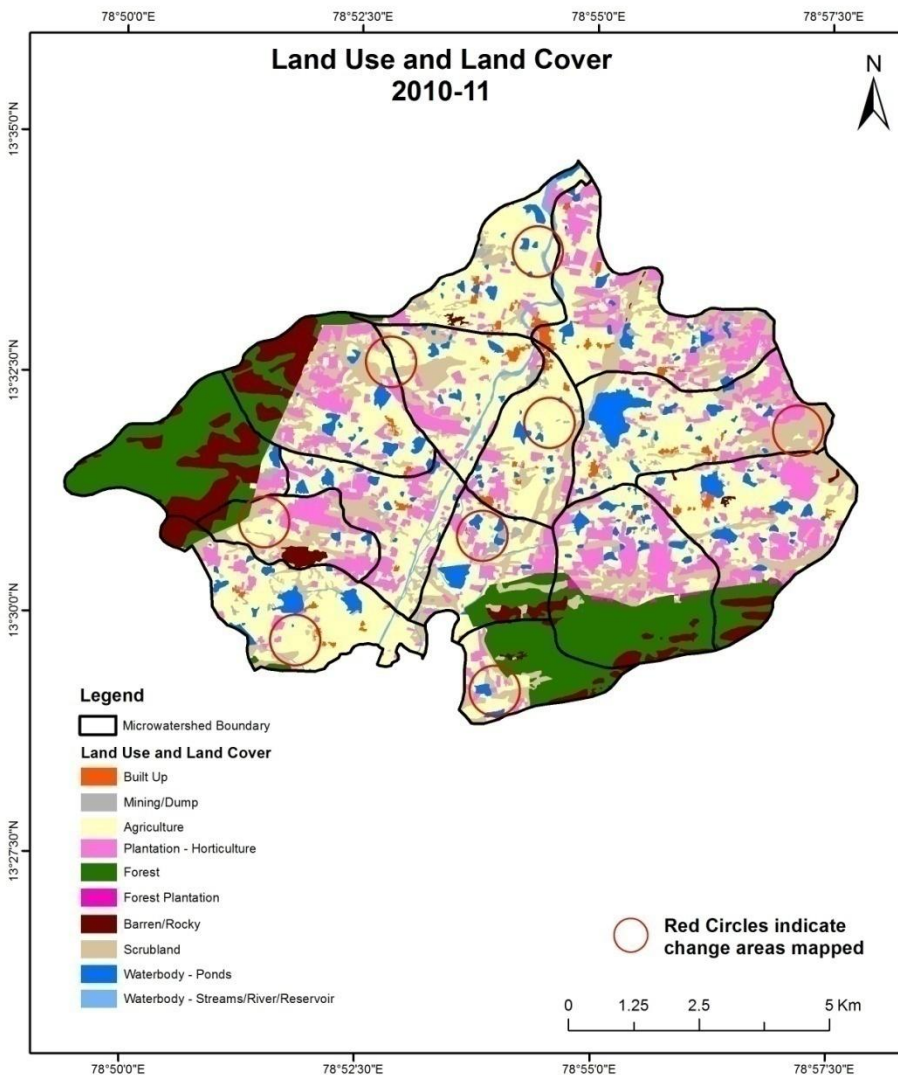 78°50'0"E 78°52'30"E 78°55'0"E 78°57'30"E
Land Use and Land Cover
2010-11
N
13°35'0"N
13°32'30"N
13°30'0"N
13°27'30"N
Legend
Microwatershed Boundary
Land Use and Land Cover
Built Up
Mining/Dump
Agriculture
Plantation - Horticulture
Forest
Forest Plantation
Barren/Rocky
Scrubland
Waterbody - Ponds
Waterbody - Streams/River/Reservoir
Red Circles indicate
change areas mapped
0 1.25 2.5 5 Km
78°50'0"E 78°52'30"E 78°55'0"E 78°57'30"E